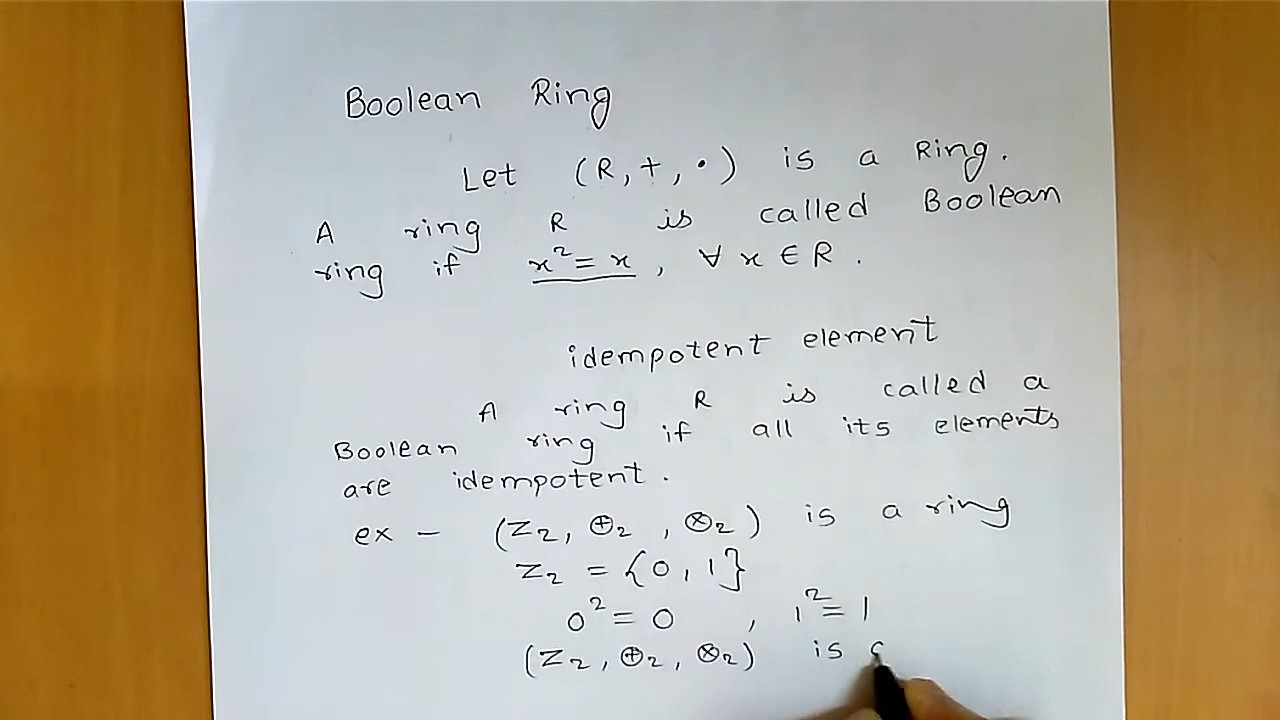 Boolean Ring
Let (R, +, •) is a Ring.
A ring R is called Boolean
ring if x² = x , ∀ x ∈ R .
idempotent element
A ring R is called a
Boolean ring if all its elements
are idempotent .
ex – (Z₂, ⊕₂ , ⊗₂) is a ring
Z₂ = {0, 1}
0² = 0 , 1² = 1
(Z₂, ⊕₂, ⊗₂) is